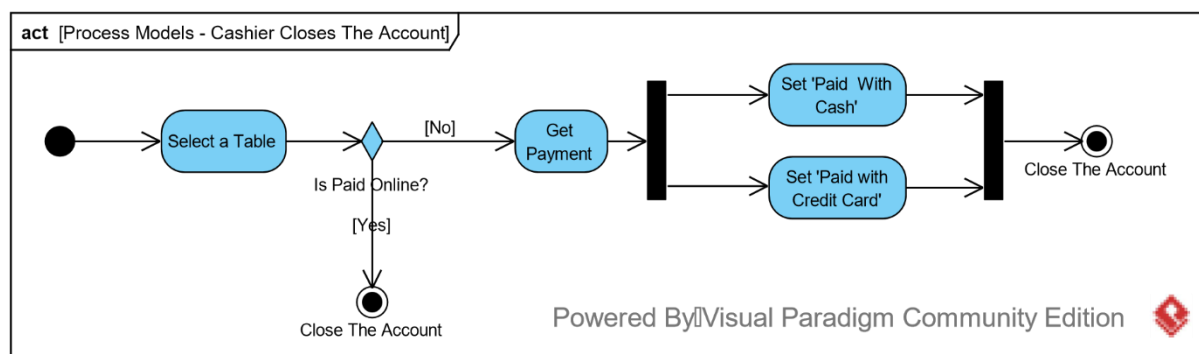 act [Process Models - Cashier Closes The Account]
Select a Table
Is Paid Online?
[No]
[Yes]
Close The Account
Get
Payment
Set 'Paid  With
Cash'
Set 'Paid with
Credit Card'
Close The Account
Powered By Visual Paradigm Community Edition